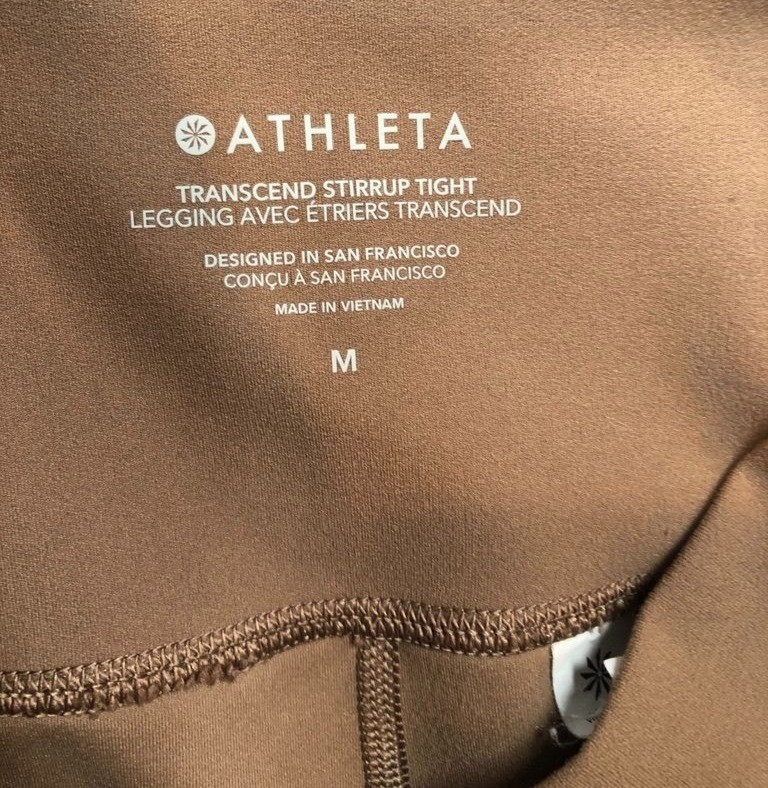 ATHLETA
TRANSCEND STIRRUP TIGHT
LEGGING AVEC ÉTRIERS TRANSCEND
DESIGNED IN SAN FRANCISCO
CONÇU À SAN FRANCISCO
MADE IN VIETNAM
M